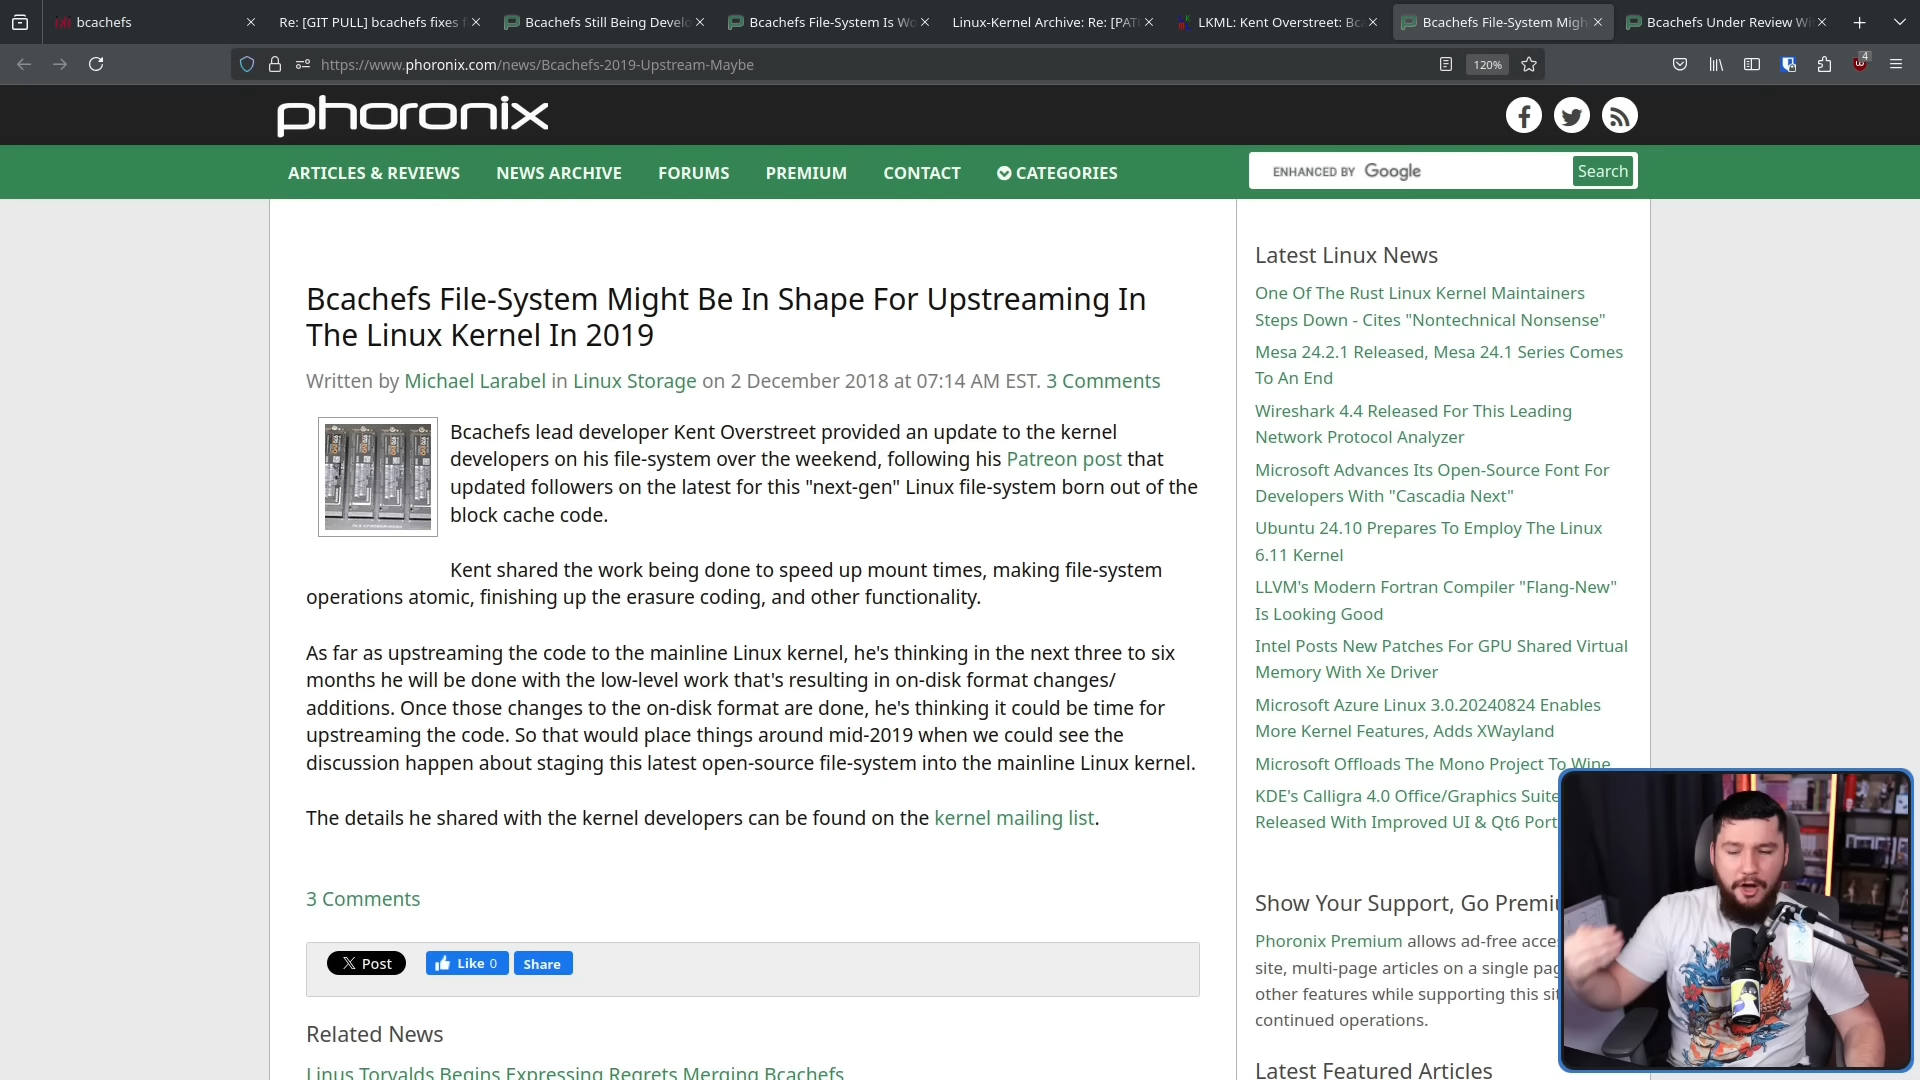 bcachefs
Re: [GIT PULL] bcachefs fixes f
Bcachefs Still Being Develo
Bcachefs File-System Is Wo
Linux-Kernel Archive: Re: [PAT
LKML: Kent Overstreet: Bc
Bcachefs File-System Migh
Bcachefs Under Review Wi
https://www.phoronix.com/news/Bcachefs-2019-Upstream-Maybe
120%
4
phoronix
ARTICLES & REVIEWS
NEWS ARCHIVE
FORUMS
PREMIUM
CONTACT
CATEGORIES
ENHANCED BY Google
Search
Bcachefs File-System Might Be In Shape For Upstreaming In
The Linux Kernel In 2019
Written by Michael Larabel in Linux Storage on 2 December 2018 at 07:14 AM EST. 3 Comments
Bcachefs lead developer Kent Overstreet provided an update to the kernel
developers on his file-system over the weekend, following his Patreon post that
updated followers on the latest for this "next-gen" Linux file-system born out of the
block cache code.
Kent shared the work being done to speed up mount times, making file-system
operations atomic, finishing up the erasure coding, and other functionality.
As far as upstreaming the code to the mainline Linux kernel, he's thinking in the next three to six
months he will be done with the low-level work that's resulting in on-disk format changes/
additions. Once those changes to the on-disk format are done, he's thinking it could be time for
upstreaming the code. So that would place things around mid-2019 when we could see the
discussion happen about staging this latest open-source file-system into the mainline Linux kernel.
The details he shared with the kernel developers can be found on the kernel mailing list.
3 Comments
Post
Like 0
Share
Related News
Linus Torvalds Begins Expressing Regrets Merging Bcachefs
Latest Linux News
One Of The Rust Linux Kernel Maintainers
Steps Down - Cites "Nontechnical Nonsense"
Mesa 24.2.1 Released, Mesa 24.1 Series Comes
To An End
Wireshark 4.4 Released For This Leading
Network Protocol Analyzer
Microsoft Advances Its Open-Source Font For
Developers With "Cascadia Next"
Ubuntu 24.10 Prepares To Employ The Linux
6.11 Kernel
LLVM's Modern Fortran Compiler "Flang-New"
Is Looking Good
Intel Posts New Patches For GPU Shared Virtual
Memory With Xe Driver
Microsoft Azure Linux 3.0.20240824 Enables
More Kernel Features, Adds XWayland
Microsoft Offloads The Mono Project To Wine
KDE's Calligra 4.0 Office/Graphics Suite
Released With Improved UI & Qt6 Port
Show Your Support, Go Premiu
Phoronix Premium allows ad-free acce
site, multi-page articles on a single pag
other features while supporting this sit
continued operations.
Latest Featured Articles